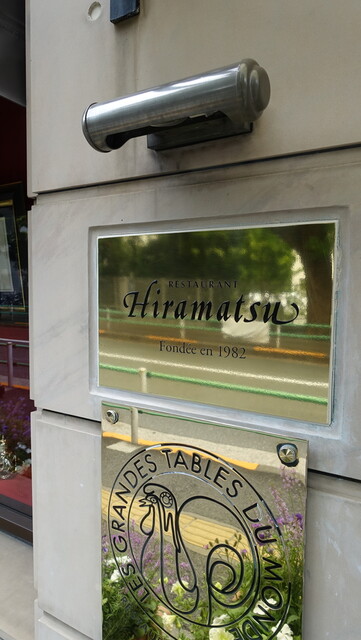 RESTAURANT
Hiramatsu
Fondée en 1982
LES GRANDES TABLES DU MONDE